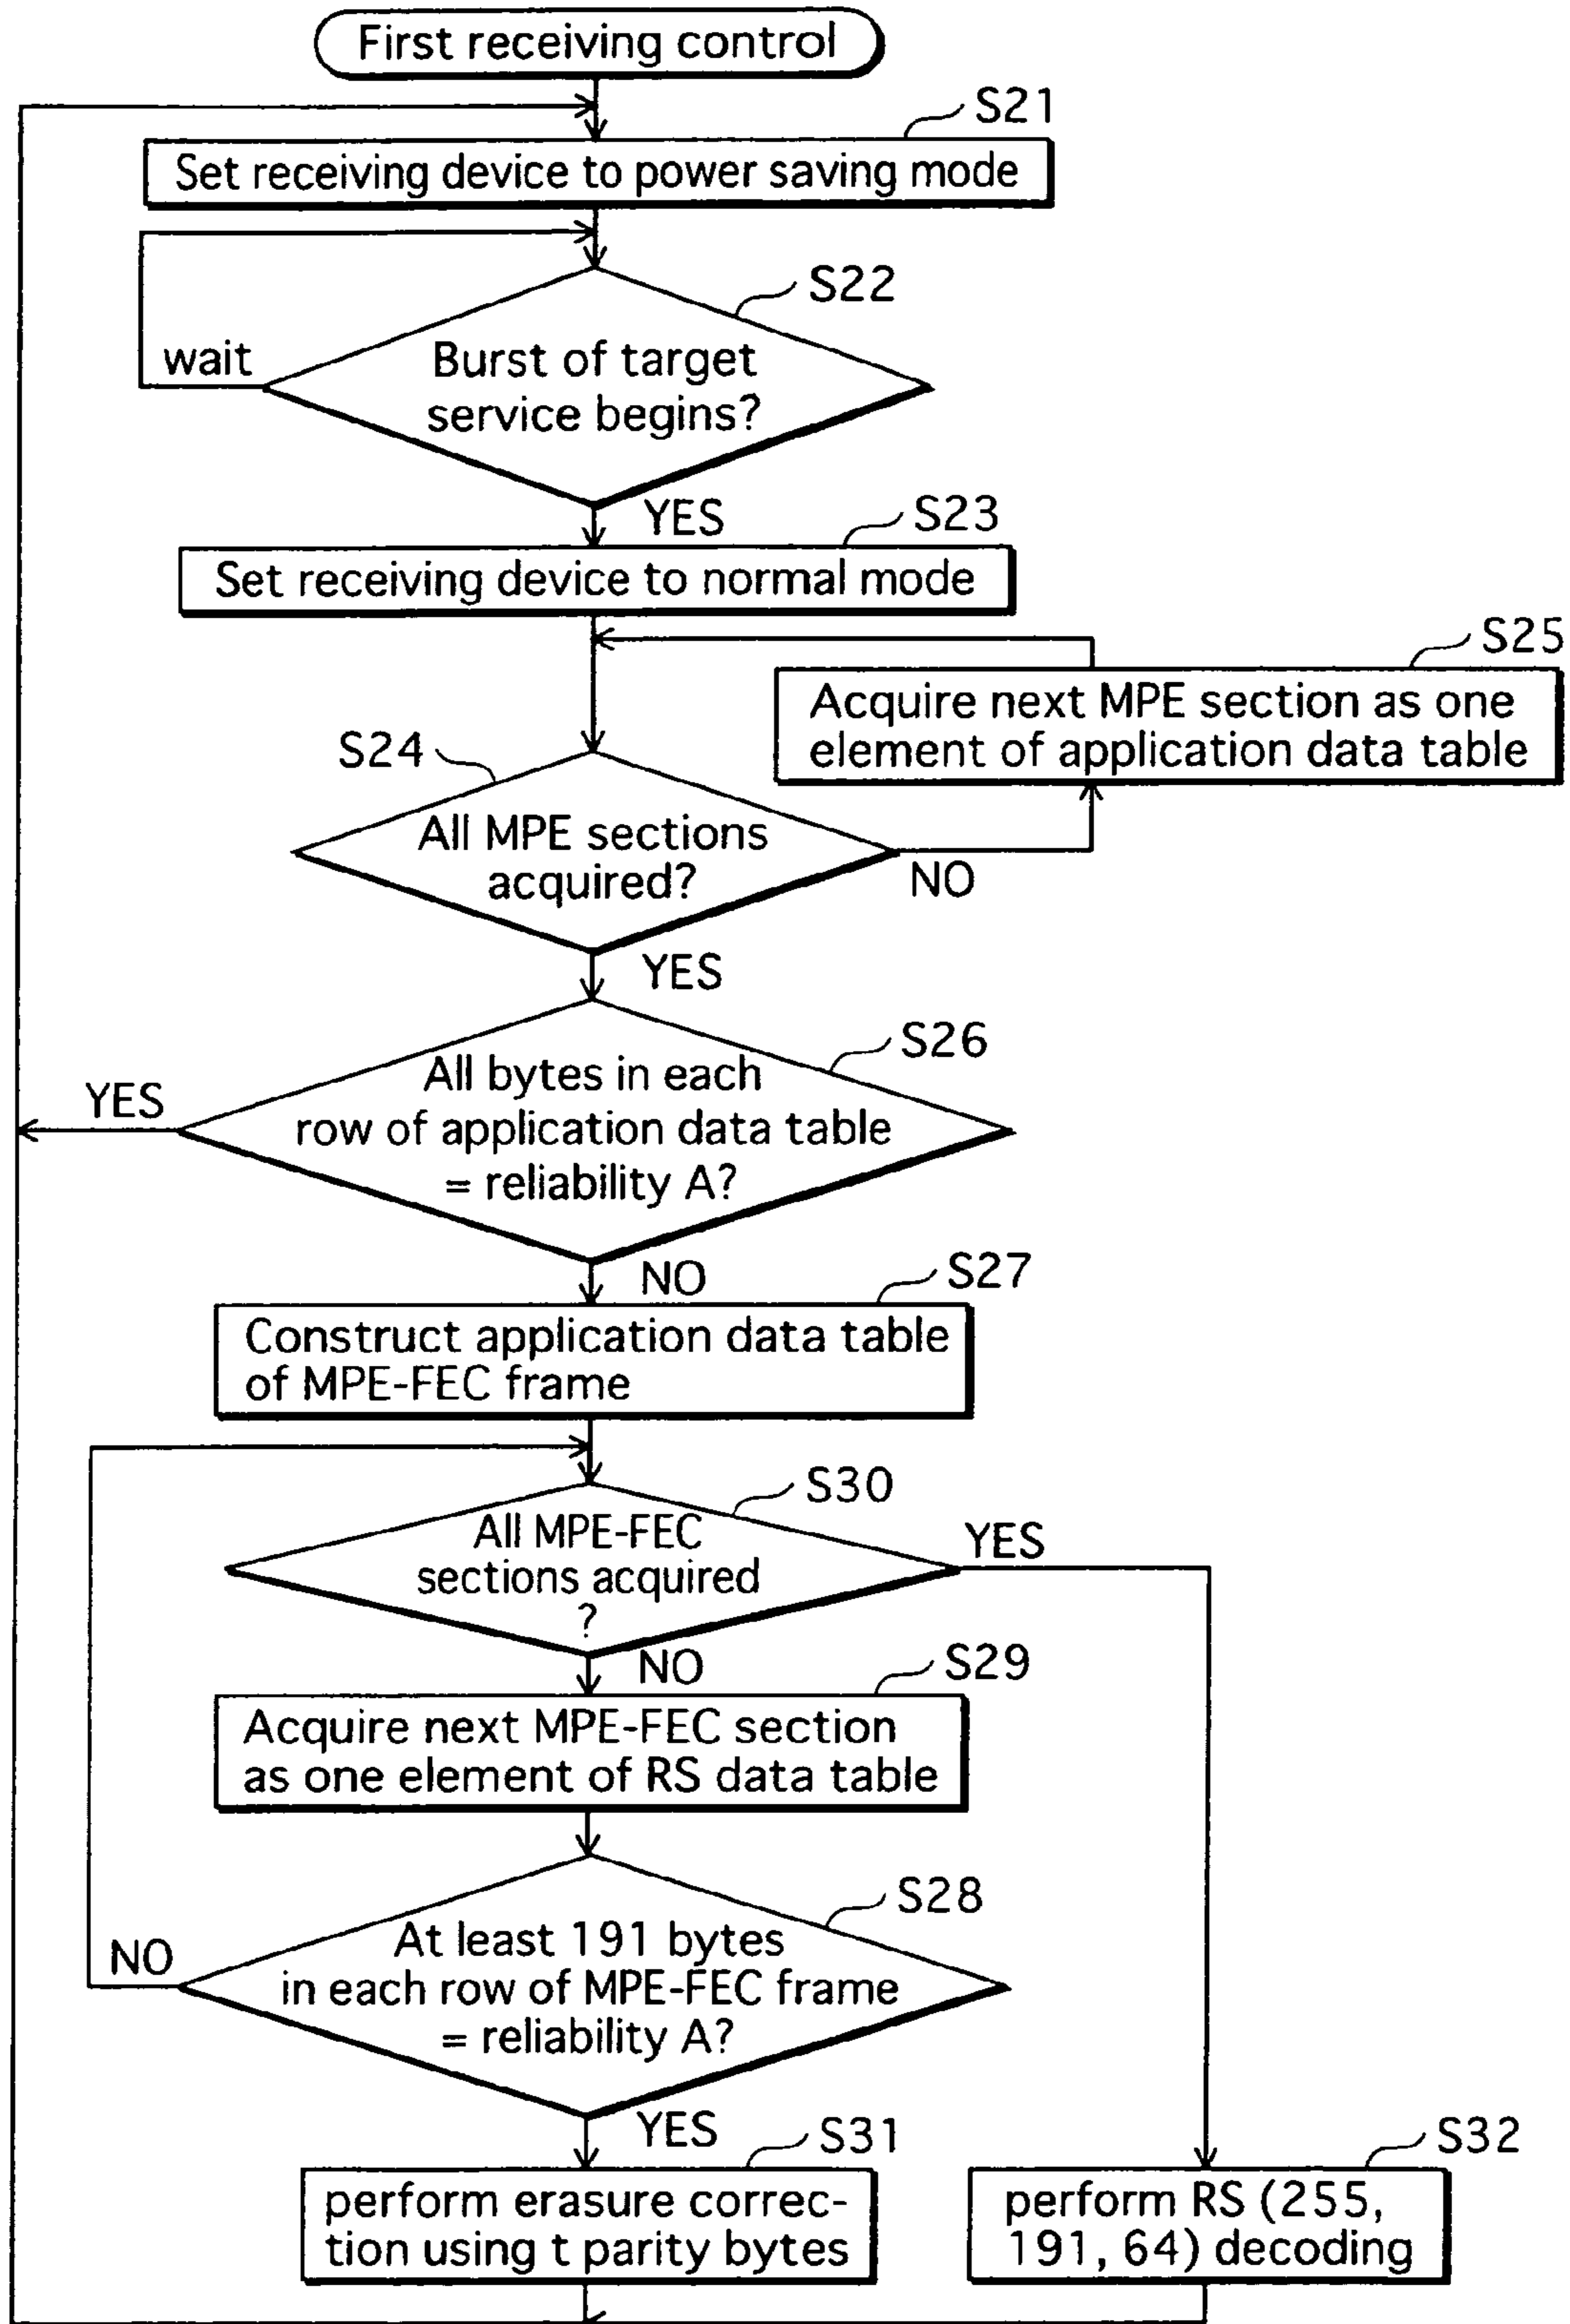 First receiving control
S21
Set receiving device to power saving mode
S22
wait
Burst of target
service begins?
YES
S23
Set receiving device to normal mode
S25
Acquire next MPE section as one
element of application data table
S24
All MPE sections
acquired?
NO
YES
S26
All bytes in each
row of application data table
= reliability A?
YES
NO
S27
Construct application data table
of MPE-FEC frame
S30
All MPE-FEC
sections acquired
?
YES
NO
S29
Acquire next MPE-FEC section
as one element of RS data table
S28
At least 191 bytes
in each row of MPE-FEC frame
= reliability A?
NO
YES
S31
perform erasure correc-
tion using t parity bytes
S32
perform RS (255,
191, 64) decoding